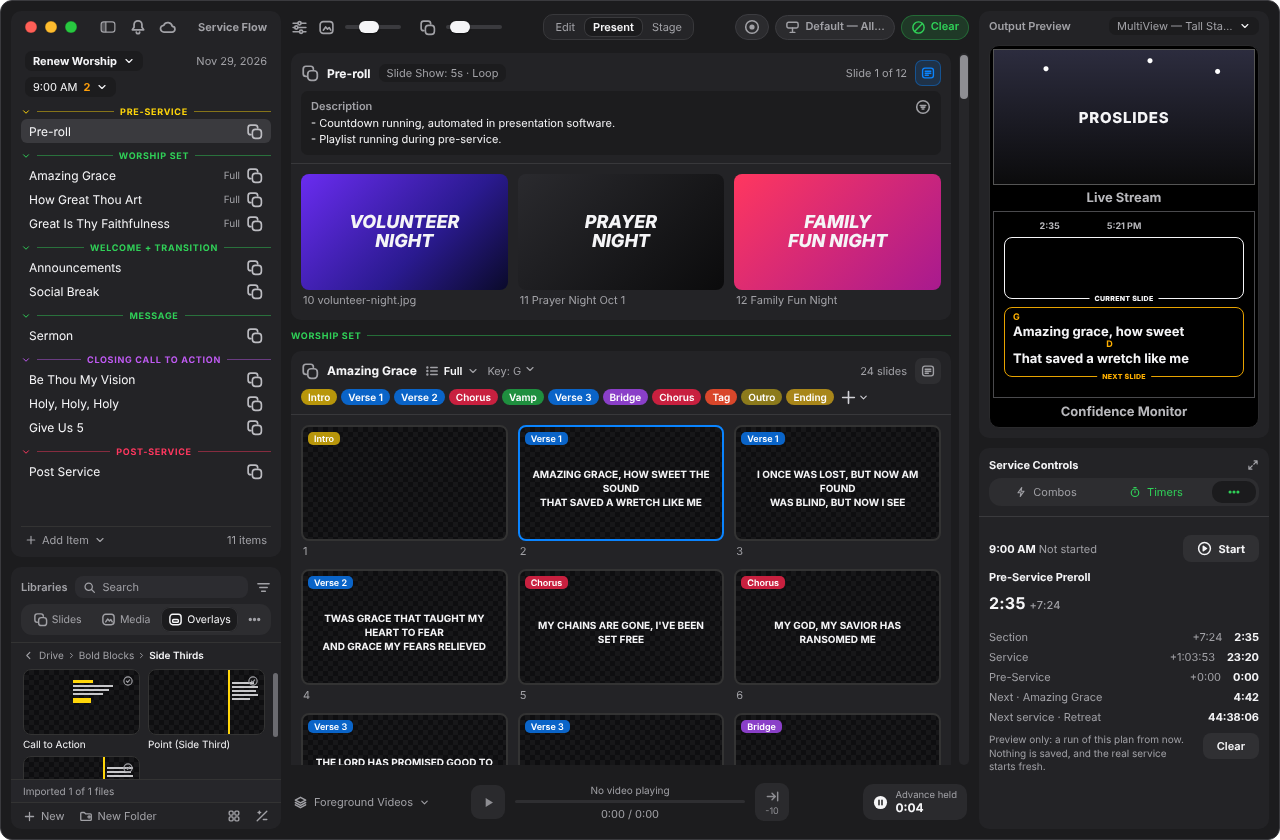 Service Flow
Renew Worship
Nov 29, 2026
9:00 AM 2
PRE-SERVICE
Pre-roll
WORSHIP SET
Amazing Grace Full
How Great Thou Art Full
Great Is Thy Faithfulness Full
WELCOME + TRANSITION
Announcements
Social Break
MESSAGE
Sermon
CLOSING CALL TO ACTION
Be Thou My Vision
Holy, Holy, Holy
Give Us 5
POST-SERVICE
Post Service
Add Item
11 items
Libraries
Search
Slides
Media
Overlays
Drive > Bold Blocks > Side Thirds
Call to Action
Point (Side Third)
Imported 1 of 1 files
New
New Folder
Edit
Present
Stage
Default — All...
Clear
Pre-roll
Slide Show: 5s · Loop
Slide 1 of 12
Description
- Countdown running, automated in presentation software.
- Playlist running during pre-service.
VOLUNTEER
NIGHT
10 volunteer-night.jpg
PRAYER
NIGHT
11 Prayer Night Oct 1
FAMILY
FUN NIGHT
12 Family Fun Night
WORSHIP SET
Amazing Grace
Full
Key: G
24 slides
Intro
Verse 1
Verse 2
Chorus
Vamp
Verse 3
Bridge
Chorus
Tag
Outro
Ending
Intro
1
Verse 1
AMAZING GRACE, HOW SWEET THE
SOUND
THAT SAVED A WRETCH LIKE ME
2
Verse 1
I ONCE WAS LOST, BUT NOW AM
FOUND
WAS BLIND, BUT NOW I SEE
3
Verse 2
TWAS GRACE THAT TAUGHT MY
HEART TO FEAR
AND GRACE MY FEARS RELIEVED
4
Chorus
MY CHAINS ARE GONE, I'VE BEEN
SET FREE
5
Chorus
MY GOD, MY SAVIOR HAS
RANSOMED ME
6
Verse 3
THE LORD HAS PROMISED GOOD TO
Verse 3
Bridge
Foreground Videos
No video playing
0:00 / 0:00
-10
Advance held
0:04
Output Preview
MultiView — Tall Sta...
PROSLIDES
Live Stream
2:35
5:21 PM
CURRENT SLIDE
G
Amazing grace, how sweet
D
That saved a wretch like me
NEXT SLIDE
Confidence Monitor
Service Controls
Combos
Timers
9:00 AM Not started
Start
Pre-Service Preroll
2:35 +7:24
Section +7:24 2:35
Service +1:03:53 23:20
Pre-Service +0:00 0:00
Next · Amazing Grace 4:42
Next service · Retreat 44:38:06
Preview only: a run of this plan from now.
Nothing is saved, and the real service
starts fresh.
Clear